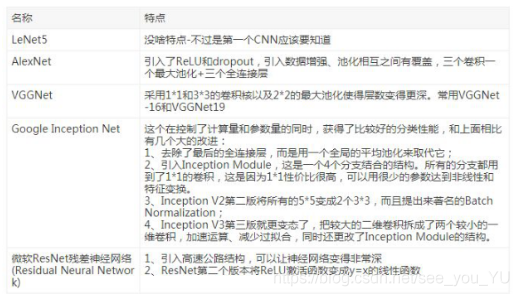 名称 特点
LeNet5 没啥特点-不过是第一个CNN应该要知道
AlexNet 引入了ReLU和dropout，引入数据增强、池化相互之间有覆盖，三个卷积一
个最大池化+三个全连接层
VGGNet 采用1*1和3*3的卷积核以及2*2的最大池化使得层数变得更深。常用VGGNet
-16和VGGNet19
Google Inception Net 这个在控制了计算量和参数量的同时，获得了比较好的分类性能，和上面相比
有几个大的改进：
1、去除了最后的全连接层，而是用一个全局的平均池化来取代它；
2、引入Inception Module，这是一个4个分支结合的结构。所有的分支都用
到了1*1的卷积，这是因为1*1性价比很高，可以用很少的参数达到非线性和
特征变换。
3、Inception V2第二版将所有的5*5变成2个3*3，而且提出来著名的Batch
Normalization；
4、Inception V3第三版就更变态了，把较大的二维卷积拆成了两个较小的一
维卷积，加速运算、减少过拟合，同时还更改了Inception Module的结构。
微软ResNet残差神经网络 1、引入高速公路结构，可以让神经网络变得非常深
(Residual Neural Networ 2、ResNet第二个版本将ReLU激活函数变成y=x的线性函数
k)
https://blog.csdn.net/see_you_YU